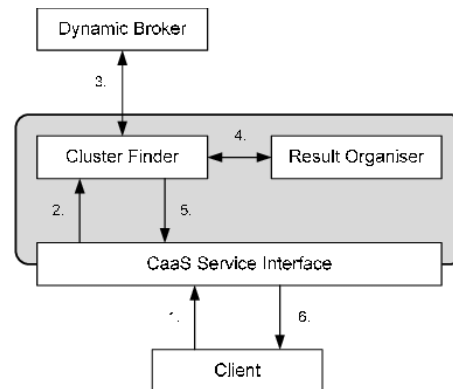 Dynamic Broker
3.
Cluster Finder
4.
Result Organiser
2.
5.
CaaS Service Interface
1.
6.
Client